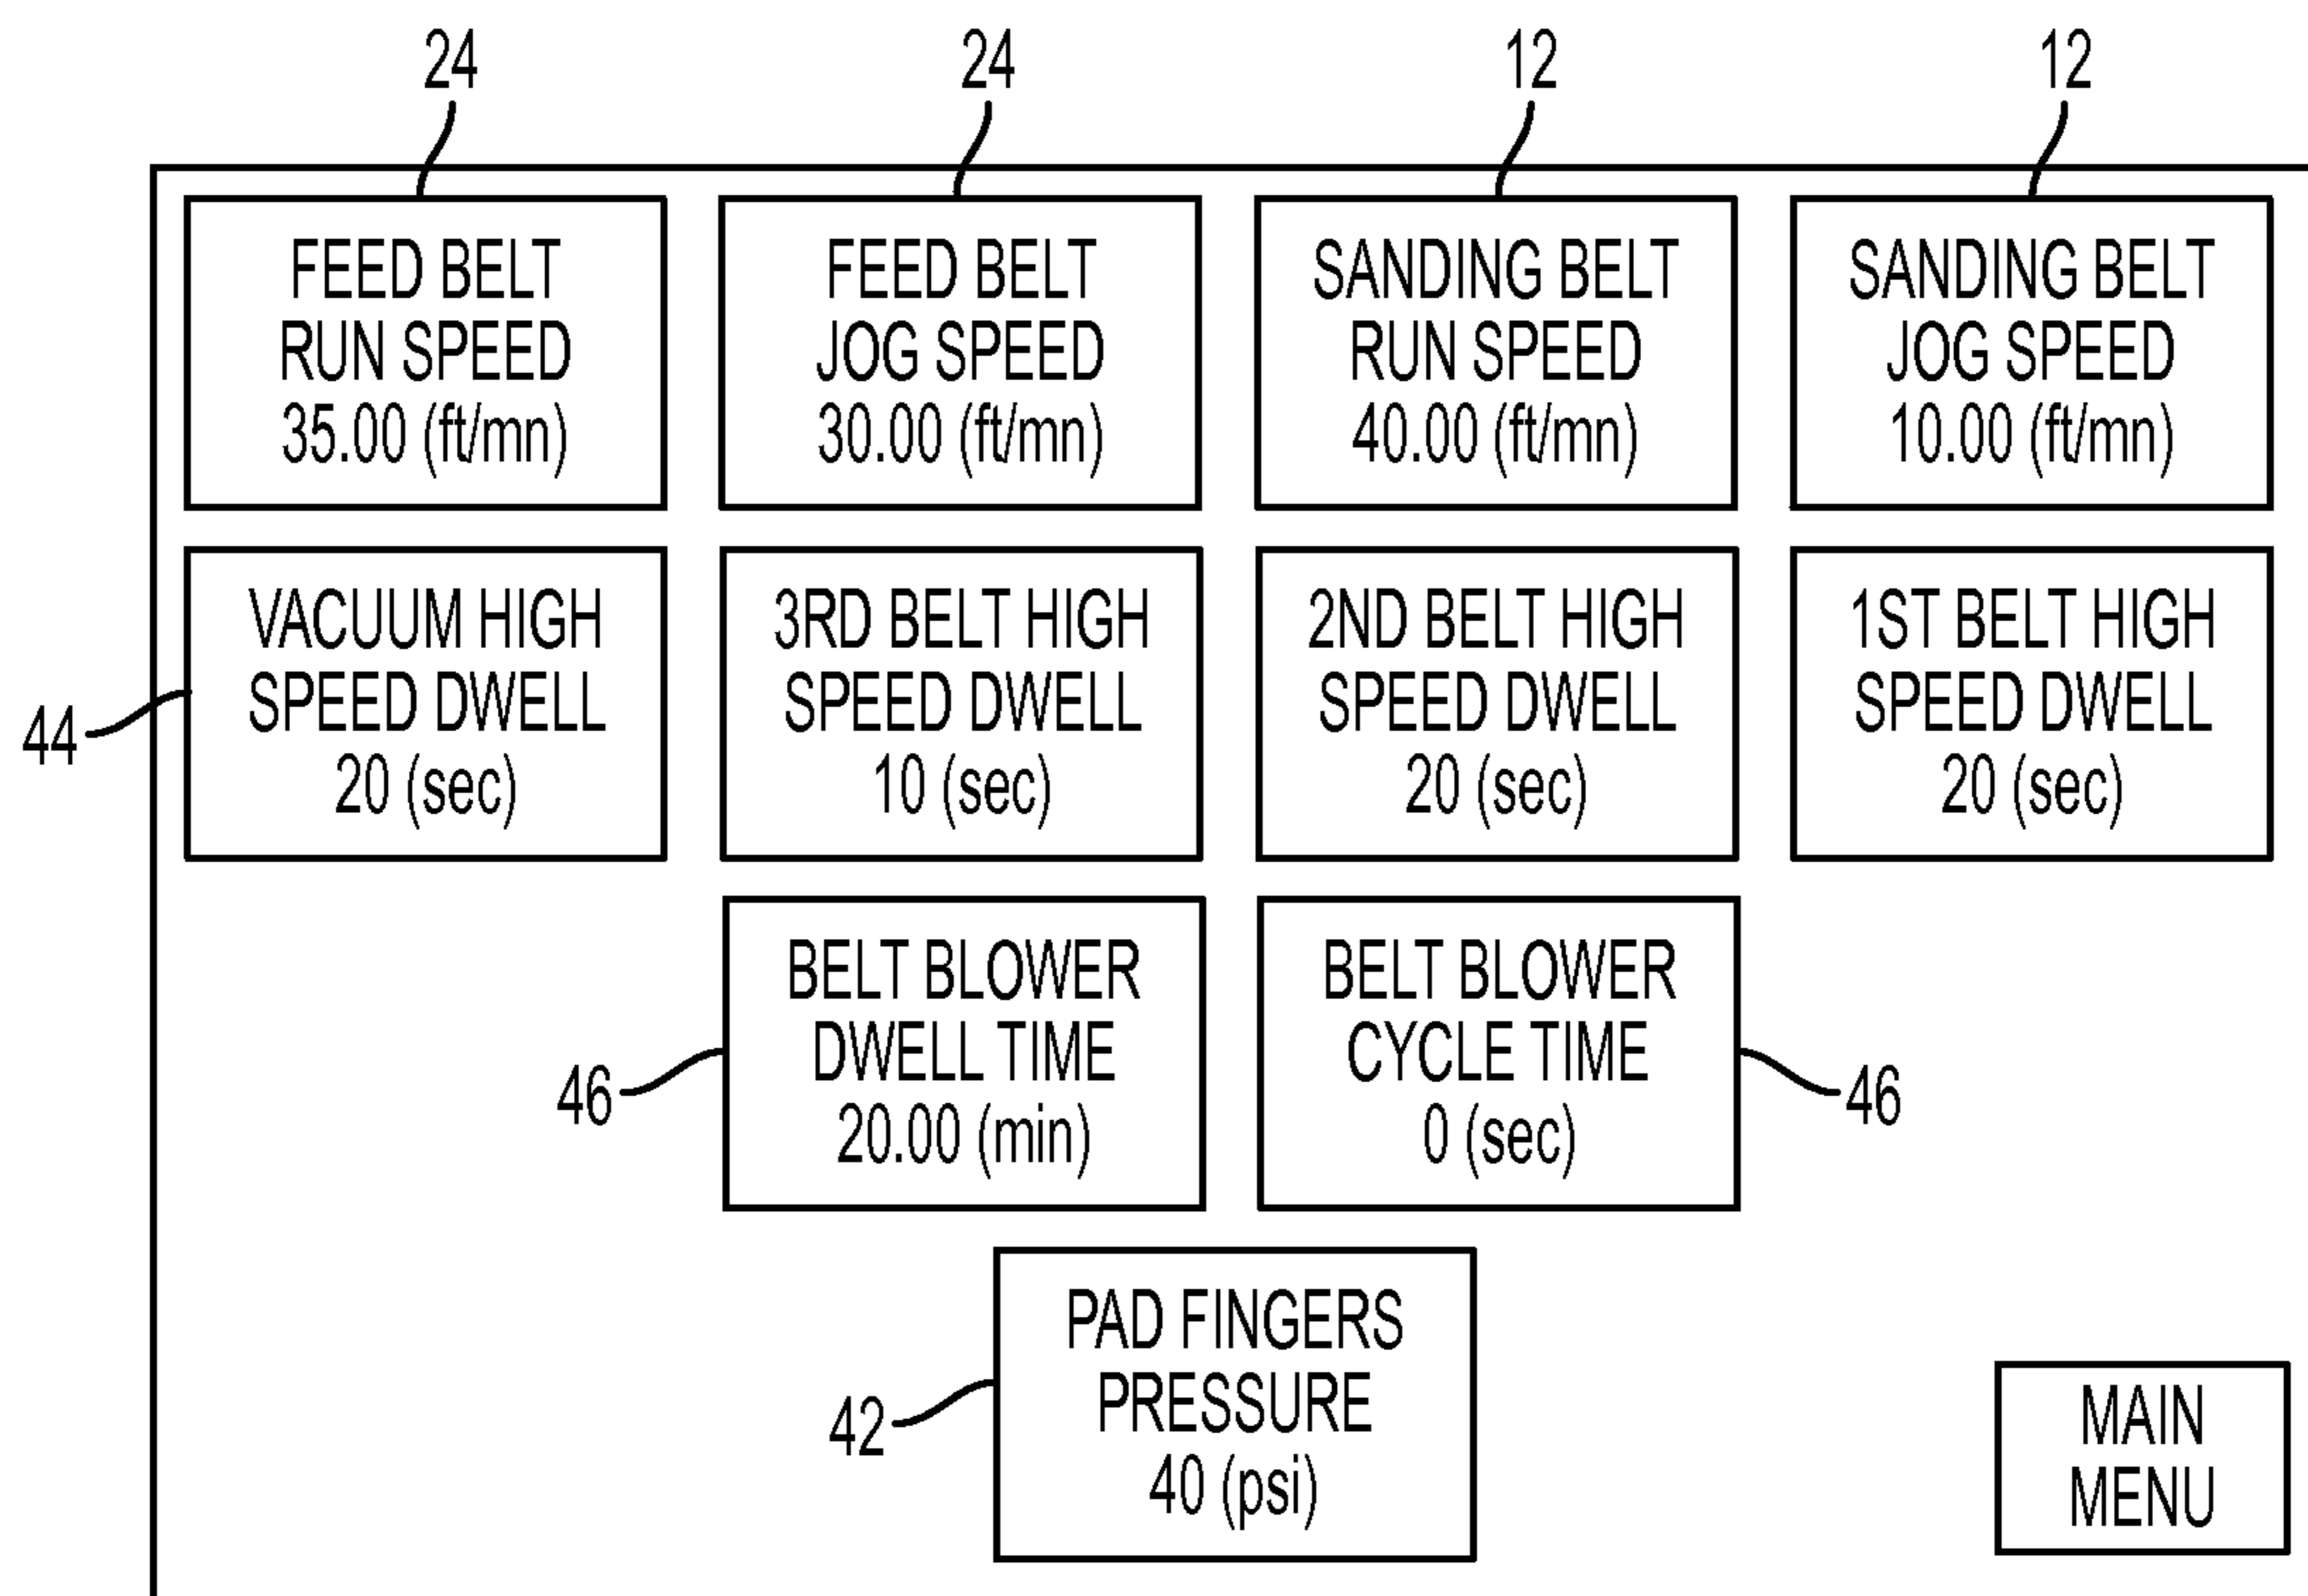 24
24
12
12
FEED BELT
RUN SPEED
35.00 (ft/mn)
FEED BELT
JOG SPEED
30.00 (ft/mn)
SANDING BELT
RUN SPEED
40.00 (ft/mn)
SANDING BELT
JOG SPEED
10.00 (ft/mn)
44
VACUUM HIGH
SPEED DWELL
20 (sec)
3RD BELT HIGH
SPEED DWELL
10 (sec)
2ND BELT HIGH
SPEED DWELL
20 (sec)
1ST BELT HIGH
SPEED DWELL
20 (sec)
46
BELT BLOWER
DWELL TIME
20.00 (min)
BELT BLOWER
CYCLE TIME
0 (sec)
46
42
PAD FINGERS
PRESSURE
40 (psi)
MAIN
MENU